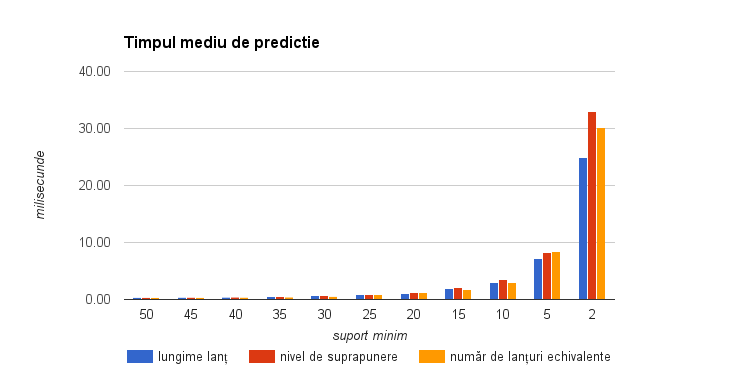 Timpul mediu de predictie
40.00
30.00
20.00
10.00
0.00
milisecunde
50 45 40 35 30 25 20 15 10 5 2
suport minim
lungime lanț nivel de suprapunere număr de lanțuri echivalente